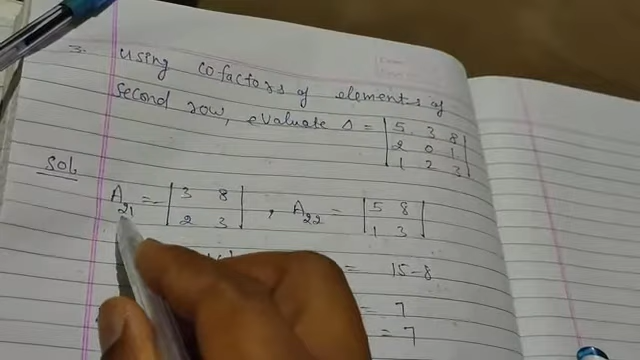 3. Using cofactors of elements of
second row, evaluate Δ = |5 3 8|
|2 0 1|
|1 2 3|
Sol
A21 = |3 8| , A22 = |5 8|
|2 3| |1 3|
= 15-8
= 7
= 7